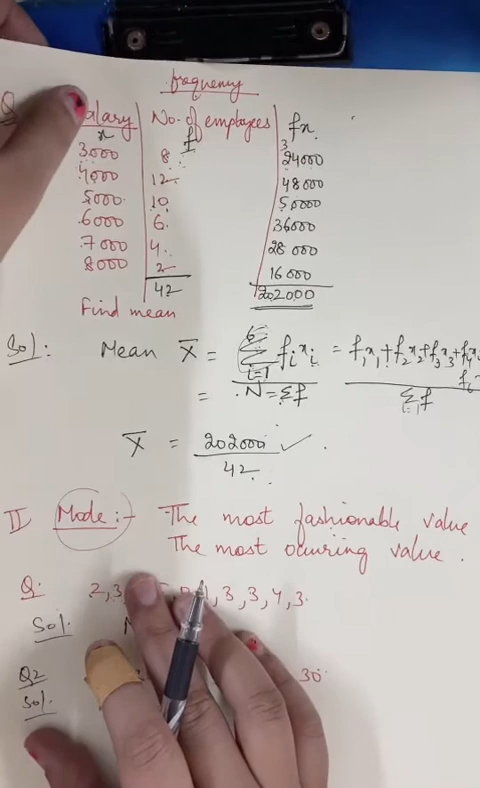 frequency
Salary No. of employees fx
x f
3000 8 24000
4000 12 48000
5000 10 50000
6000 6 36000
7000 4 28000
8000 2 16000
42 202000
Find mean
Sol: Mean X̄ = Σ fᵢxᵢ = f₁x₁ + f₂x₂ + f₃x₃ +
i=1
= N = Σf Σf
X̄ = 202000
42
II Mode:- The most fashionable value
The most occuring value.
Q. 2, 3, 3, 3, 4, 3.
Sol.
Q2 30
Sol.